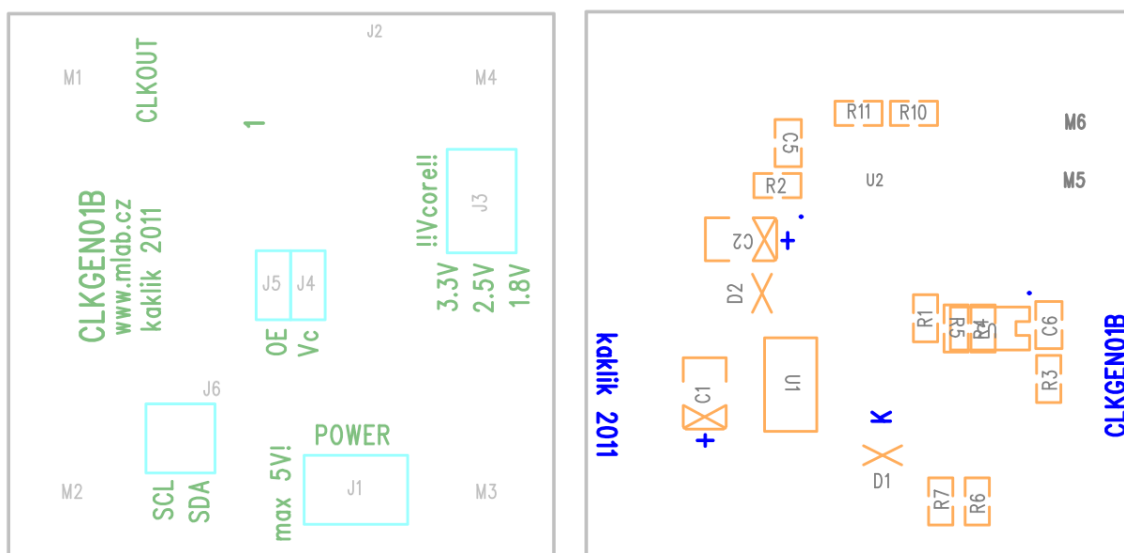 J2
M1
CLKOUT
M4
1
!!Vcore!!
J3
CLKGEN01B
www.mlab.cz
kaklik 2011
J5
J4
3.3V
2.5V
1.8V
OE
Vc
J6
POWER
max 5V!
J1
M2
SCL
SDA
M3
R11
R10
M6
C5
R2
U2
M5
C2
+
D2
R1
R5
R4
C6
kaklik 2011
CLKGEN01B
C1
U1
R3
K
+
D1
R7
R6